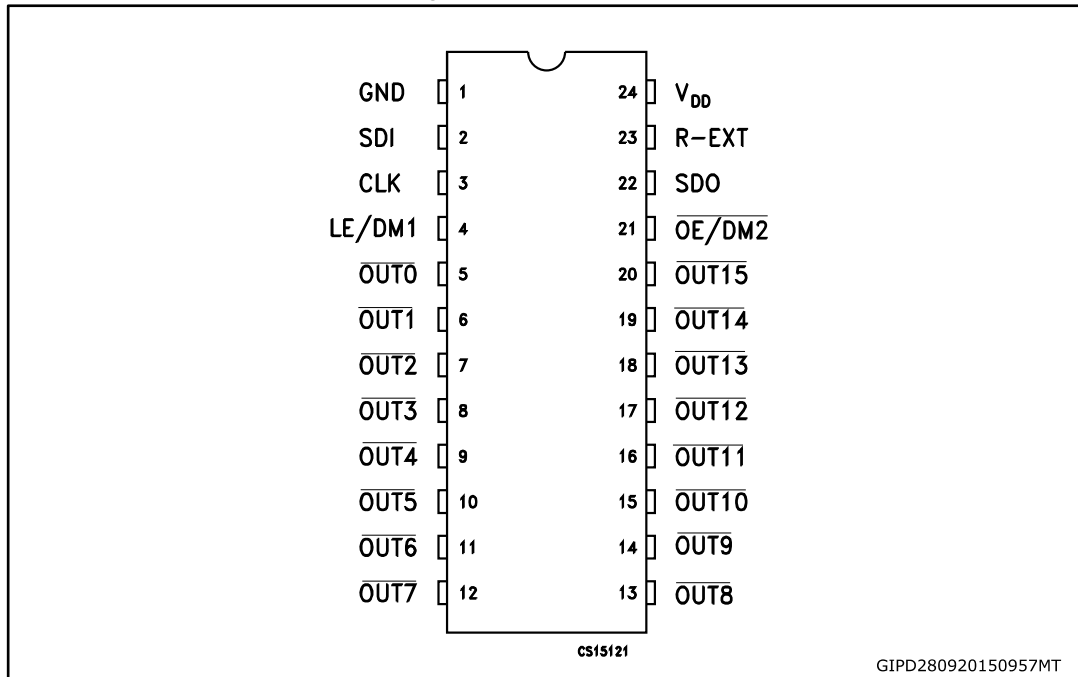 GND 1 24 VDD
SDI 2 23 R-EXT
CLK 3 22 SDO
LE/DM1 4 21 OE/DM2
OUT0 5 20 OUT15
OUT1 6 19 OUT14
OUT2 7 18 OUT13
OUT3 8 17 OUT12
OUT4 9 16 OUT11
OUT5 10 15 OUT10
OUT6 11 14 OUT9
OUT7 12 13 OUT8
CS15121
GIPD280920150957MT